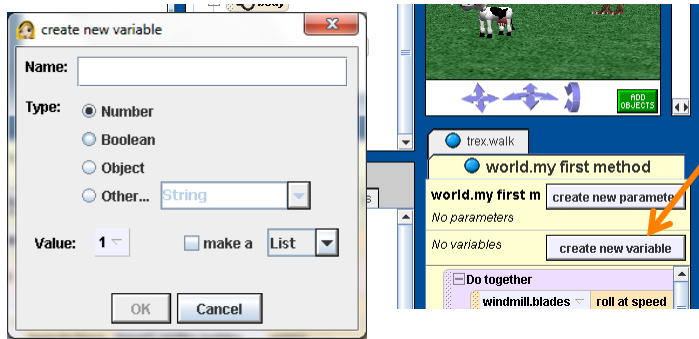 create new variable
Name:
Type:
Number
Boolean
Object
Other... String
Value: 1 make a List
OK Cancel
ADD
OBJECTS
trex.walk
world.my first method
world.my first m create new paramete
No parameters
No variables create new variable
Do together
windmill.blades roll at speed